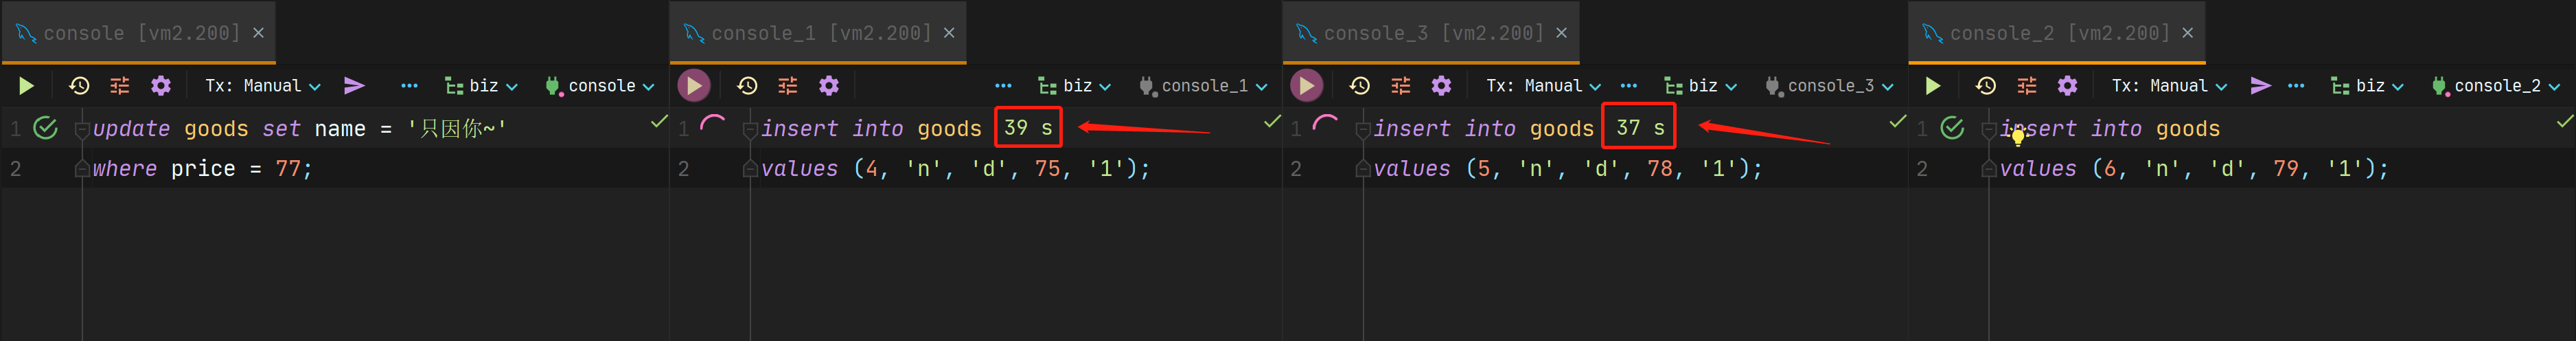 console [vm2.200]
Tx: Manual
biz
console
1 update goods set name = '只因你~'
2 where price = 77;
console_1 [vm2.200]
biz
console_1
1 insert into goods 39 s
2 values (4, 'n', 'd', 75, '1');
console_3 [vm2.200]
Tx: Manual
biz
console_3
1 insert into goods 37 s
2 values (5, 'n', 'd', 78, '1');
console_2 [vm2.200]
Tx: Manual
biz
console_2
1 insert into goods
2 values (6, 'n', 'd', 79, '1');